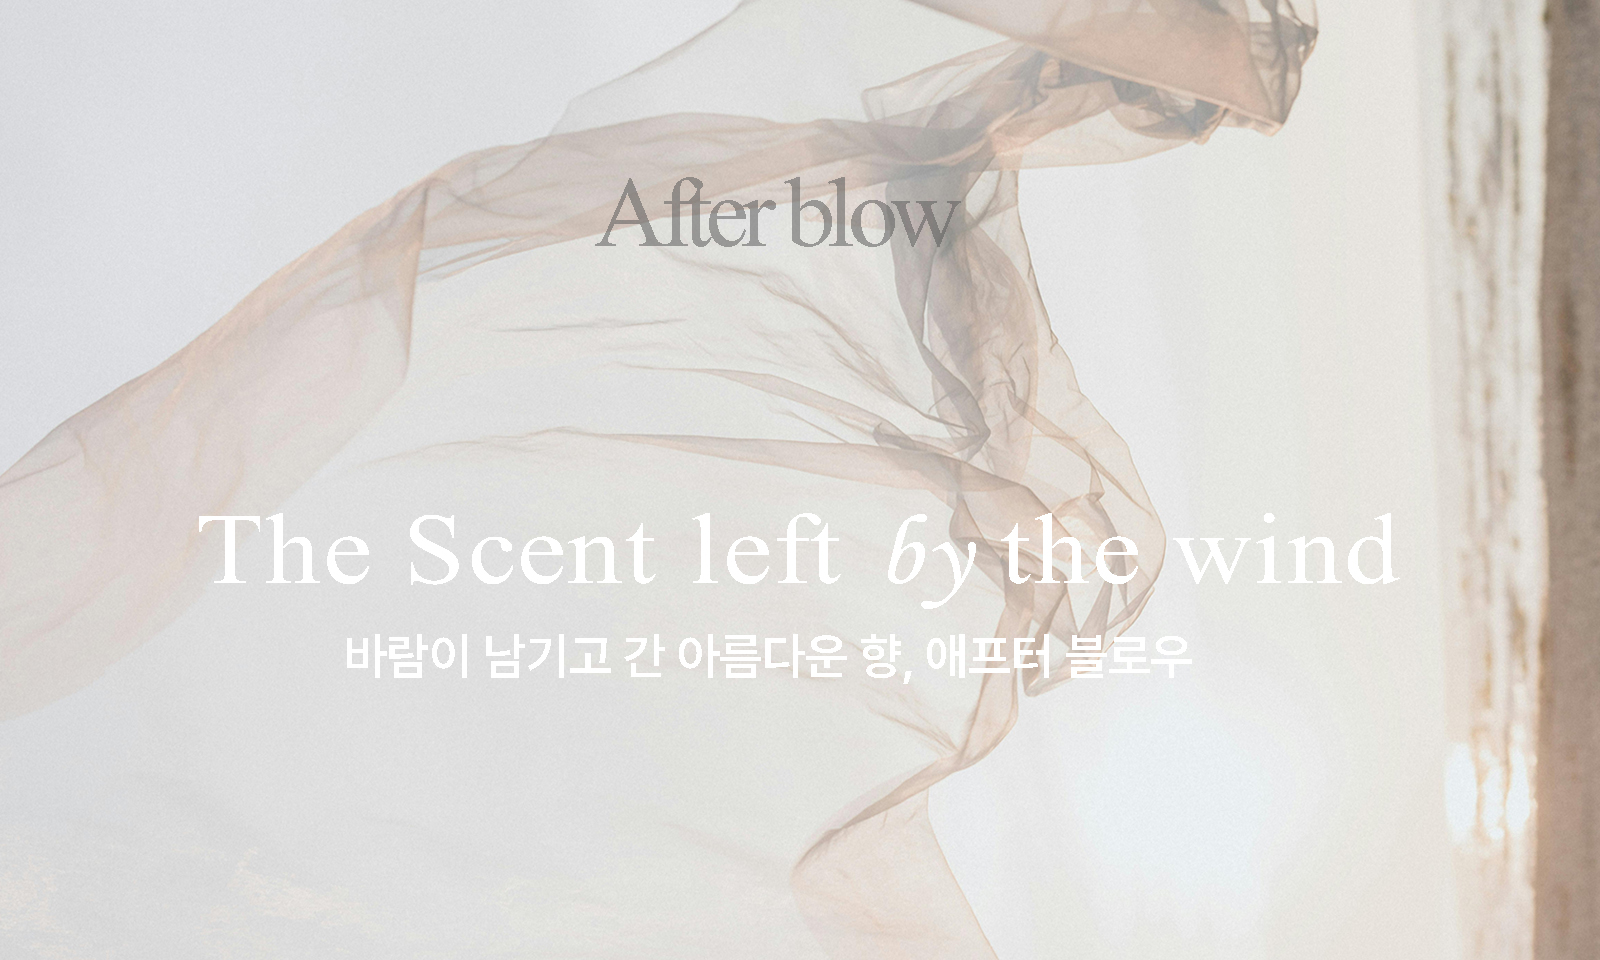 After blow
The Scent left by the wind
바람이 남기고 간 아름다운 향, 애프터 블로우